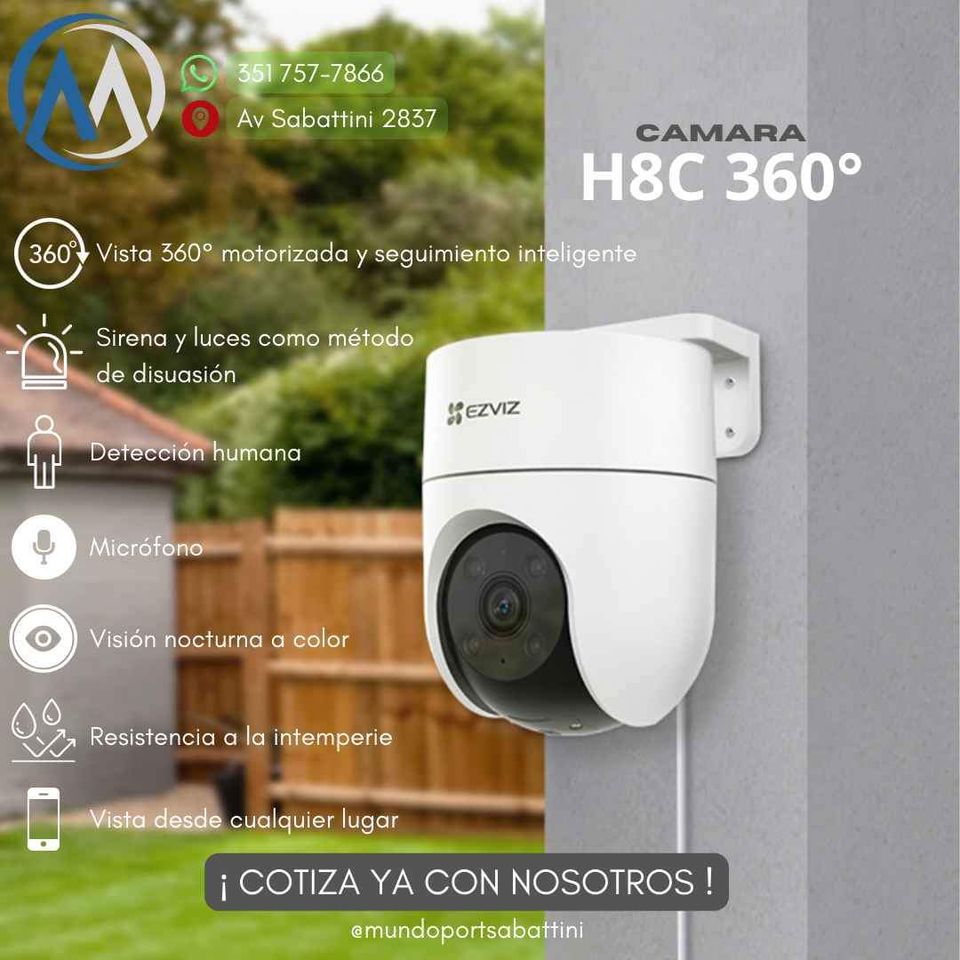 351 757-7866
Av Sabattini 2837
CAMARA
H8C 360°
360° Vista 360° motorizada y seguimiento inteligente
Sirena y luces como método
de disuasión
EZVIZ
Detección humana
Micrófono
Visión nocturna a color
Resistencia a la intemperie
Vista desde cualquier lugar
¡ COTIZA YA CON NOSOTROS !
@mundoportsabattini